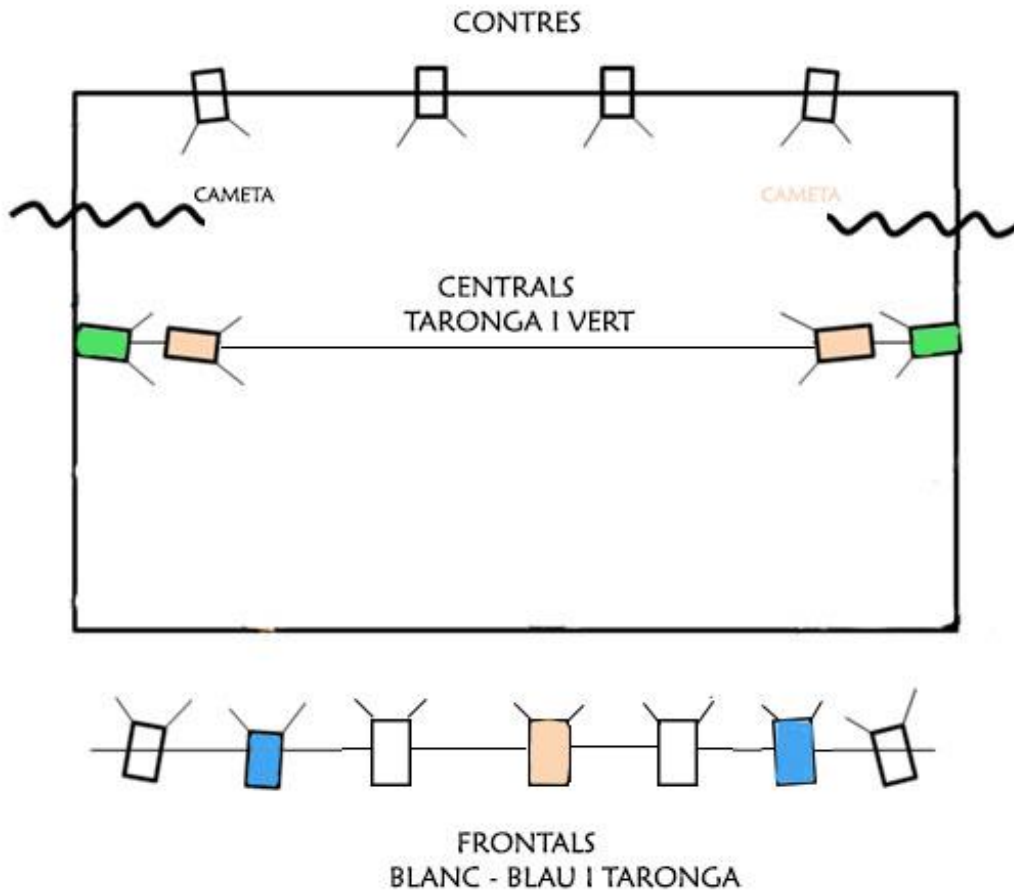 CONTRES
CAMETA
CAMETA
CENTRALS
TARONGA I VERT
FRONTALS
BLANC - BLAU I TARONGA